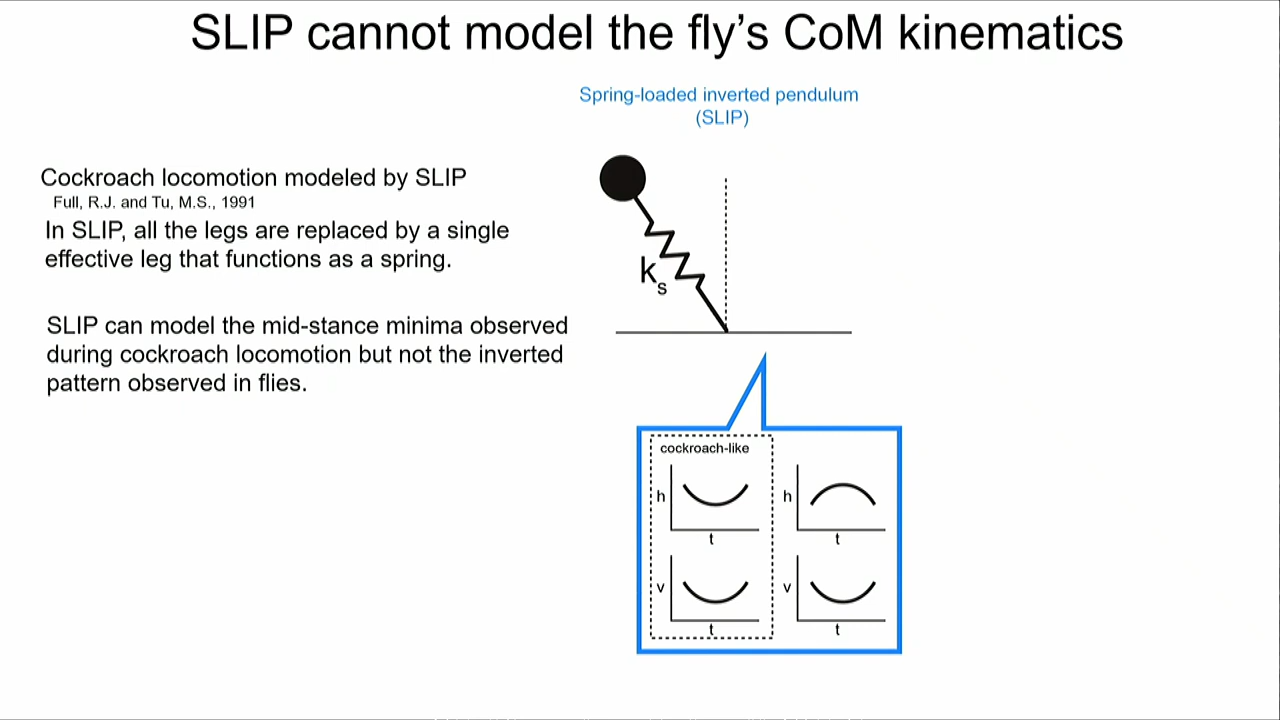 SLIP cannot model the fly's CoM kinematics
Spring-loaded inverted pendulum
(SLIP)
Cockroach locomotion modeled by SLIP
Full, R.J. and Tu, M.S., 1991
In SLIP, all the legs are replaced by a single
effective leg that functions as a spring.
SLIP can model the mid-stance minima observed
during cockroach locomotion but not the inverted
pattern observed in flies.
ks
cockroach-like
h
t
h
t
v
t
v
t